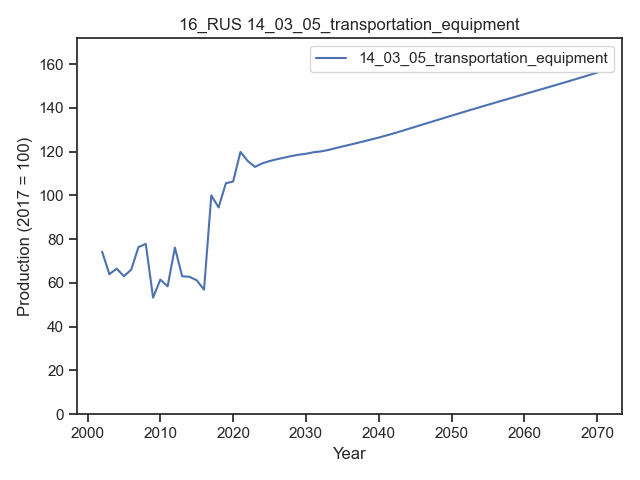 16_RUS 14_03_05_transportation_equipment
14_03_05_transportation_equipment
Production (2017 = 100)
160
140
120
100
80
60
40
20
0
2000 2010 2020 2030 2040 2050 2060 2070
Year